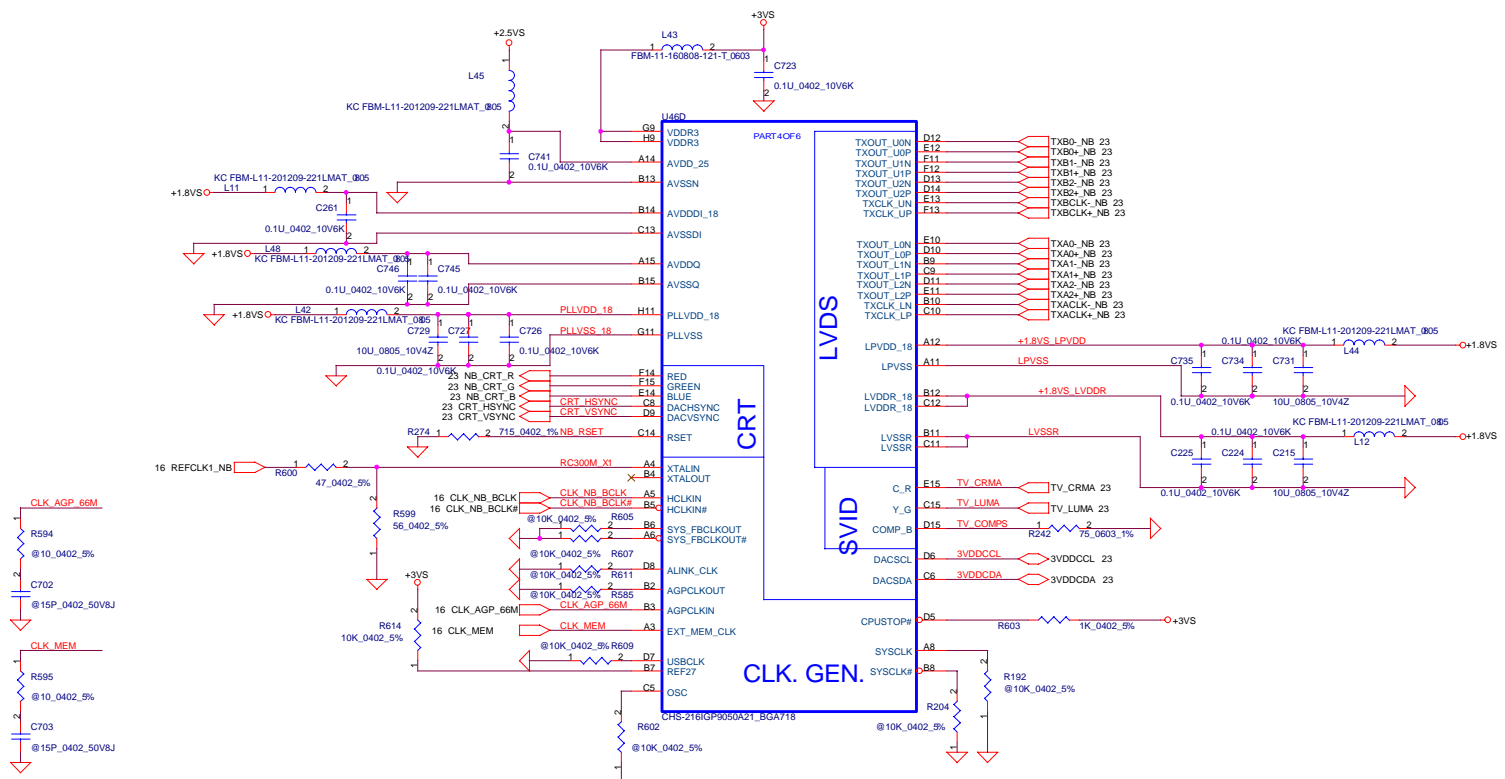 +3VS
+2.5VS
L43
1 2
FBM-11-160808-121-T_0603
C723
0.1U_0402_10V6K
L45
KC FBM-L11-201209-221LMAT_0805
C741
0.1U_0402_10V6K
KC FBM-L11-201209-221LMAT_0805
+1.8VS
L11
C261
0.1U_0402_10V6K
+1.8VS
L48
KC FBM-L11-201209-221LMAT_0805
C746
C745
0.1U_0402_10V6K
0.1U_0402_10V6K
+1.8VS
L42
KC FBM-L11-201209-221LMAT_0805
PLLVDD_18
PLLVSS_18
C729
C727
C726
10U_0805_10V4Z
0.1U_0402_10V6K
0.1U_0402_10V6K
23 NB_CRT_R
23 NB_CRT_G
23 NB_CRT_B
23 CRT_HSYNC
CRT_HSYNC
23 CRT_VSYNC
CRT_VSYNC
R274
715_0402_1%
NB_RSET
16 REFCLK1_NB
R600
47_0402_5%
RC300M_X1
R599
56_0402_5%
16 CLK_NB_BCLK
CLK_NB_BCLK
16 CLK_NB_BCLK#
CLK_NB_BCLK#
@10K_0402_5%
R605
@10K_0402_5%
R607
@10K_0402_5%
R611
@10K_0402_5%
R585
16 CLK_AGP_66M
CLK_AGP_66M
16 CLK_MEM
CLK_MEM
+3VS
R614
10K_0402_5%
@10K_0402_5%
R609
R602
@10K_0402_5%
CLK_AGP_66M
R594
@10_0402_5%
C702
@15P_0402_50V8J
CLK_MEM
R595
@10_0402_5%
C703
@15P_0402_50V8J
U46D
PART4OF6
G9 VDDR3
H9 VDDR3
A14 AVDD_25
B13 AVSSN
B14 AVDDDI_18
C13 AVSSDI
A15 AVDDQ
B15 AVSSQ
H11 PLLVDD_18
G11 PLLVSS
F14 RED
F15 GREEN
E14 BLUE
C8 DACHSYNC
D9 DACVSYNC
C14 RSET
A4 XTALIN
B4 XTALOUT
A5 HCLKIN
B5 HCLKIN#
B6 SYS_FBCLKOUT
A6 SYS_FBCLKOUT#
D8 ALINK_CLK
B2 AGPCLKOUT
B3 AGPCLKIN
A3 EXT_MEM_CLK
D7 USBCLK
B7 REF27
C5 OSC
LVDS
CRT
SVID
CLK. GEN.
CHS-216IGP9050A21_BGA718
TXOUT_U0N D12 TXB0-_NB 23
TXOUT_U0P E12 TXB0+_NB 23
TXOUT_U1N F11 TXB1-_NB 23
TXOUT_U1P F12 TXB1+_NB 23
TXOUT_U2N D13 TXB2-_NB 23
TXOUT_U2P D14 TXB2+_NB 23
TXCLK_UN E13 TXBCLK-_NB 23
TXCLK_UP F13 TXBCLK+_NB 23
TXOUT_L0N E10 TXA0-_NB 23
TXOUT_L0P D10 TXA0+_NB 23
TXOUT_L1N B9 TXA1-_NB 23
TXOUT_L1P C9 TXA1+_NB 23
TXOUT_L2N D11 TXA2-_NB 23
TXOUT_L2P E11 TXA2+_NB 23
TXCLK_LN B10 TXACLK-_NB 23
TXCLK_LP C10 TXACLK+_NB 23
LPVDD_18 A12 +1.8VS_LPVDD
LPVSS A11 LPVSS
LVDDR_18 B12 +1.8VS_LVDDR
LVDDR_18 C12
LVSSR B11 LVSSR
LVSSR C11
KC FBM-L11-201209-221LMAT_0805
L44
+1.8VS
0.1U_0402_10V6K
C735
C734
C731
0.1U_0402_10V6K
10U_0805_10V4Z
KC FBM-L11-201209-221LMAT_0805
L12
+1.8VS
0.1U_0402_10V6K
C225
C224
C215
0.1U_0402_10V6K
10U_0805_10V4Z
C_R E15 TV_CRMA TV_CRMA 23
Y_G C15 TV_LUMA TV_LUMA 23
COMP_B D15 TV_COMPS
R242
75_0603_1%
DACSCL D6 3VDDCCL 3VDDCCL 23
DACSDA C6 3VDDCDA 3VDDCDA 23
CPUSTOP# D5
R603
1K_0402_5%
+3VS
SYSCLK A8
SYSCLK# B8
R192
@10K_0402_5%
R204
@10K_0402_5%